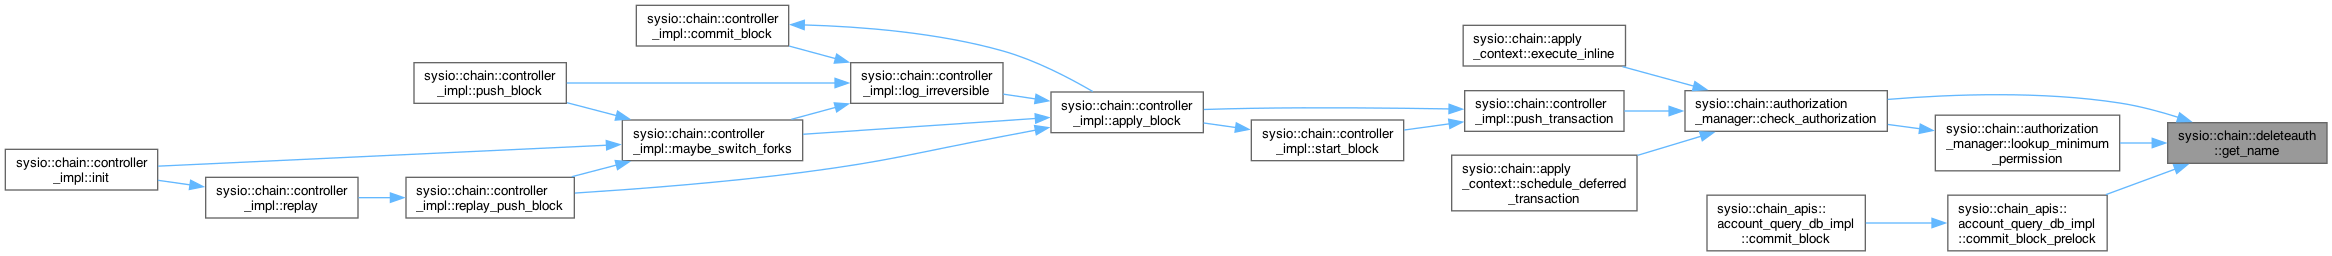 sysio::chain::controller
_impl::init
sysio::chain::controller
_impl::replay
sysio::chain::controller
_impl::push_block
sysio::chain::controller
_impl::replay_push_block
sysio::chain::controller
_impl::commit_block
sysio::chain::controller
_impl::maybe_switch_forks
sysio::chain::controller
_impl::log_irreversible
sysio::chain::controller
_impl::apply_block
sysio::chain::controller
_impl::start_block
sysio::chain::apply
_context::execute_inline
sysio::chain::controller
_impl::push_transaction
sysio::chain::apply
_context::schedule_deferred
_transaction
sysio::chain::authorization
_manager::check_authorization
sysio::chain_apis::
account_query_db_impl
::commit_block
sysio::chain::authorization
_manager::lookup_minimum
_permission
sysio::chain_apis::
account_query_db_impl
::commit_block_prelock
sysio::chain::deleteauth
::get_name